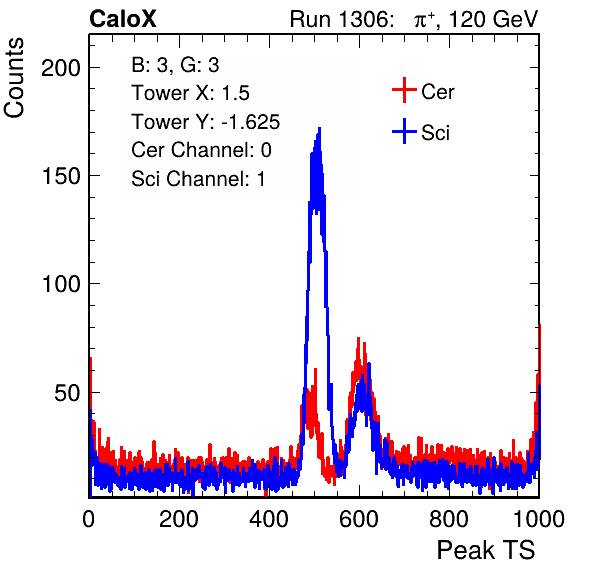 CaloX Run 1306: π⁺, 120 GeV
Counts
B: 3, G: 3
Tower X: 1.5
Tower Y: -1.625
Cer Channel: 0
Sci Channel: 1
Cer
Sci
200
150
100
50
0 200 400 600 800 1000
Peak TS